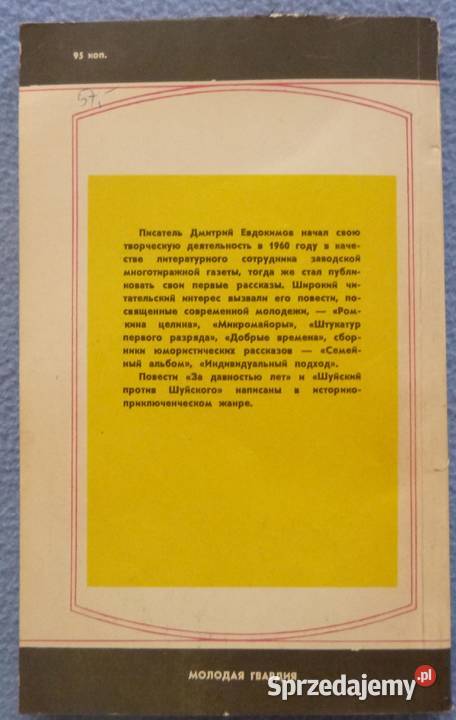 95 коп.
57,-
Писатель Дмитрий Евдокимов начал свою
творческую деятельность в 1960 году в каче-
стве литературного сотрудника заводской
многотиражной газеты, тогда же стал публи-
ковать свои первые рассказы. Широкий чи-
тательский интерес вызвали его повести, по-
священные современной молодежи, — «Ром-
кина целина», «Микромайоры», «Штукатур
первого разряда», «Добрые времена», сбор-
ники юмористических рассказов — «Семей-
ный альбом», «Индивидуальный подход».
Повести «За давностью лет» и «Шуйский
против Шуйского» написаны в историко-
приключенческом жанре.
МОЛОДАЯ ГВАРДИЯ
Sprzedajemy.pl